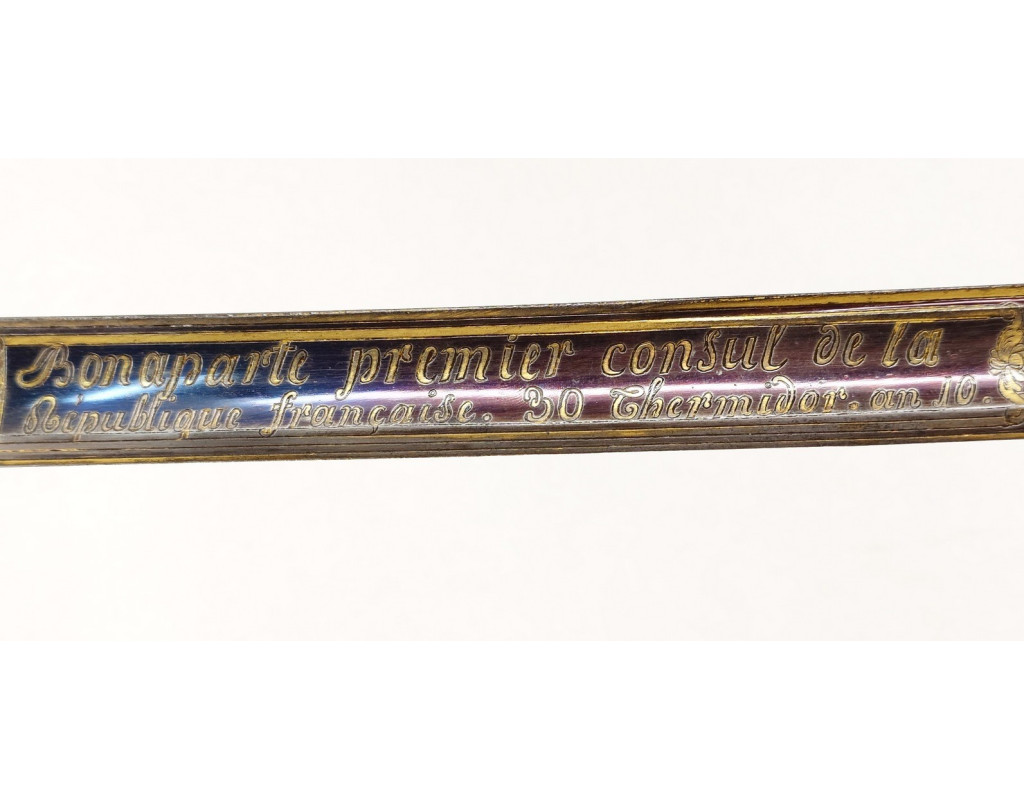 Bonaparte premier consul de la
République française. 30 Thermidor. an 10.